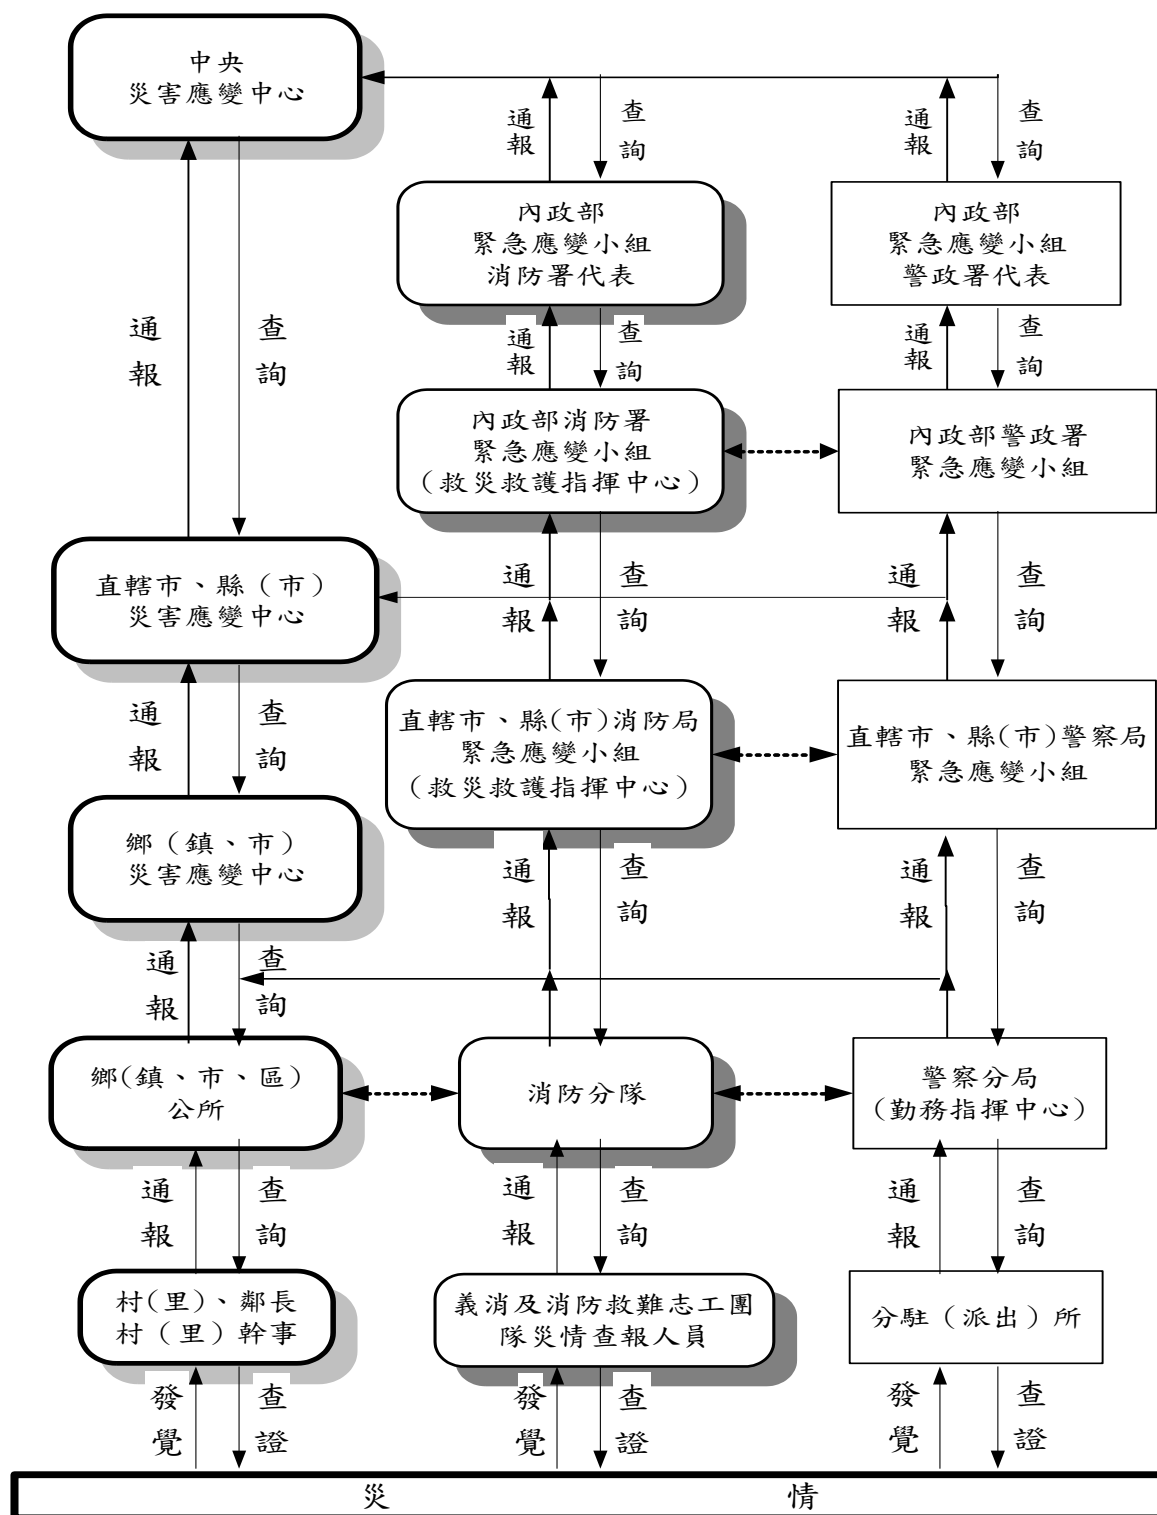 中央
災害應變中心
通報
查詢
通報
查詢
內政部
緊急應變小組
消防署代表
內政部
緊急應變小組
警政署代表
通報
查詢
通報
查詢
通報
查詢
內政部消防署
緊急應變小組
(救災救護指揮中心)
內政部警政署
緊急應變小組
通報
查詢
通報
查詢
直轄市、縣(市)
災害應變中心
通報
查詢
直轄市、縣(市)消防局
緊急應變小組
(救災救護指揮中心)
直轄市、縣(市)警察局
緊急應變小組
鄉(鎮、市)
災害應變中心
通報
查詢
通報
查詢
通報
查詢
鄉(鎮、市、區)
公所
消防分隊
警察分局
(勤務指揮中心)
通報
查詢
通報
查詢
通報
查詢
村(里)、鄰長
村(里)幹事
義消及消防救難志工團
隊災情查報人員
分駐(派出)所
發覺
查證
發覺
查證
發覺
查證
災情